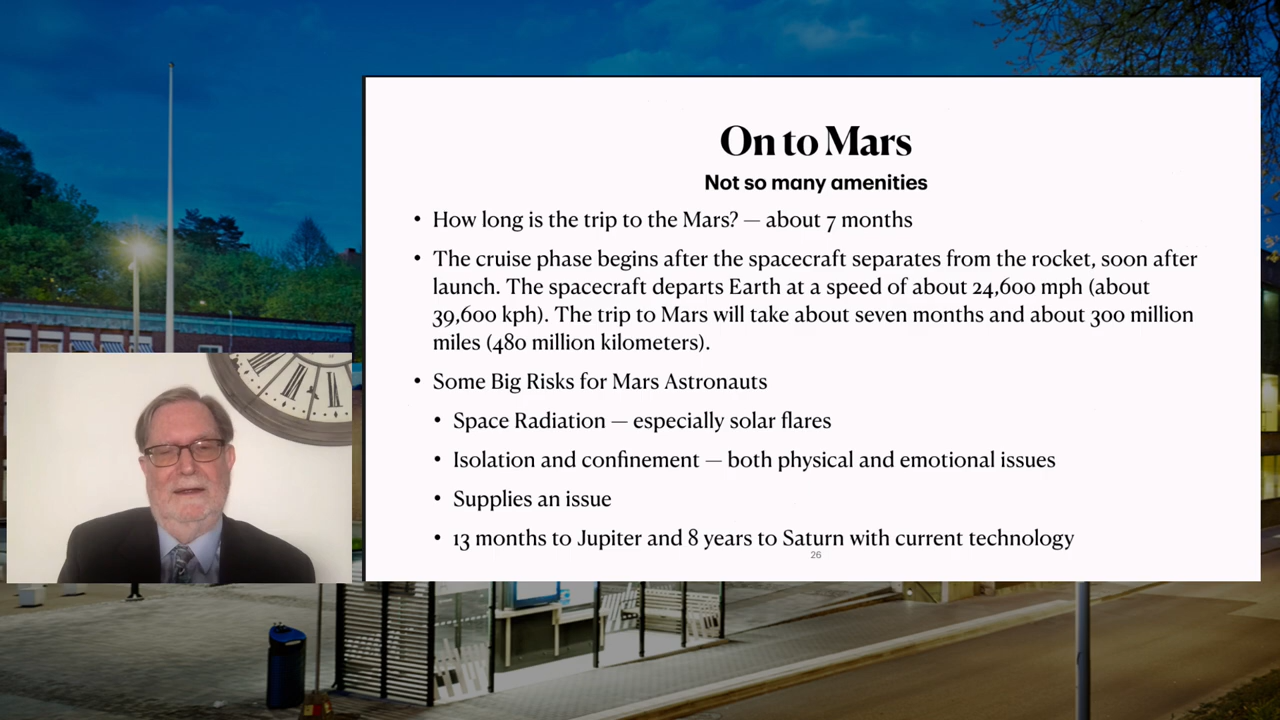 On to Mars
Not so many amenities
• How long is the trip to the Mars? — about 7 months
• The cruise phase begins after the spacecraft separates from the rocket, soon after
launch. The spacecraft departs Earth at a speed of about 24,600 mph (about
39,600 kph). The trip to Mars will take about seven months and about 300 million
miles (480 million kilometers).
• Some Big Risks for Mars Astronauts
• Space Radiation — especially solar flares
• Isolation and confinement — both physical and emotional issues
• Supplies an issue
• 13 months to Jupiter and 8 years to Saturn with current technology
26